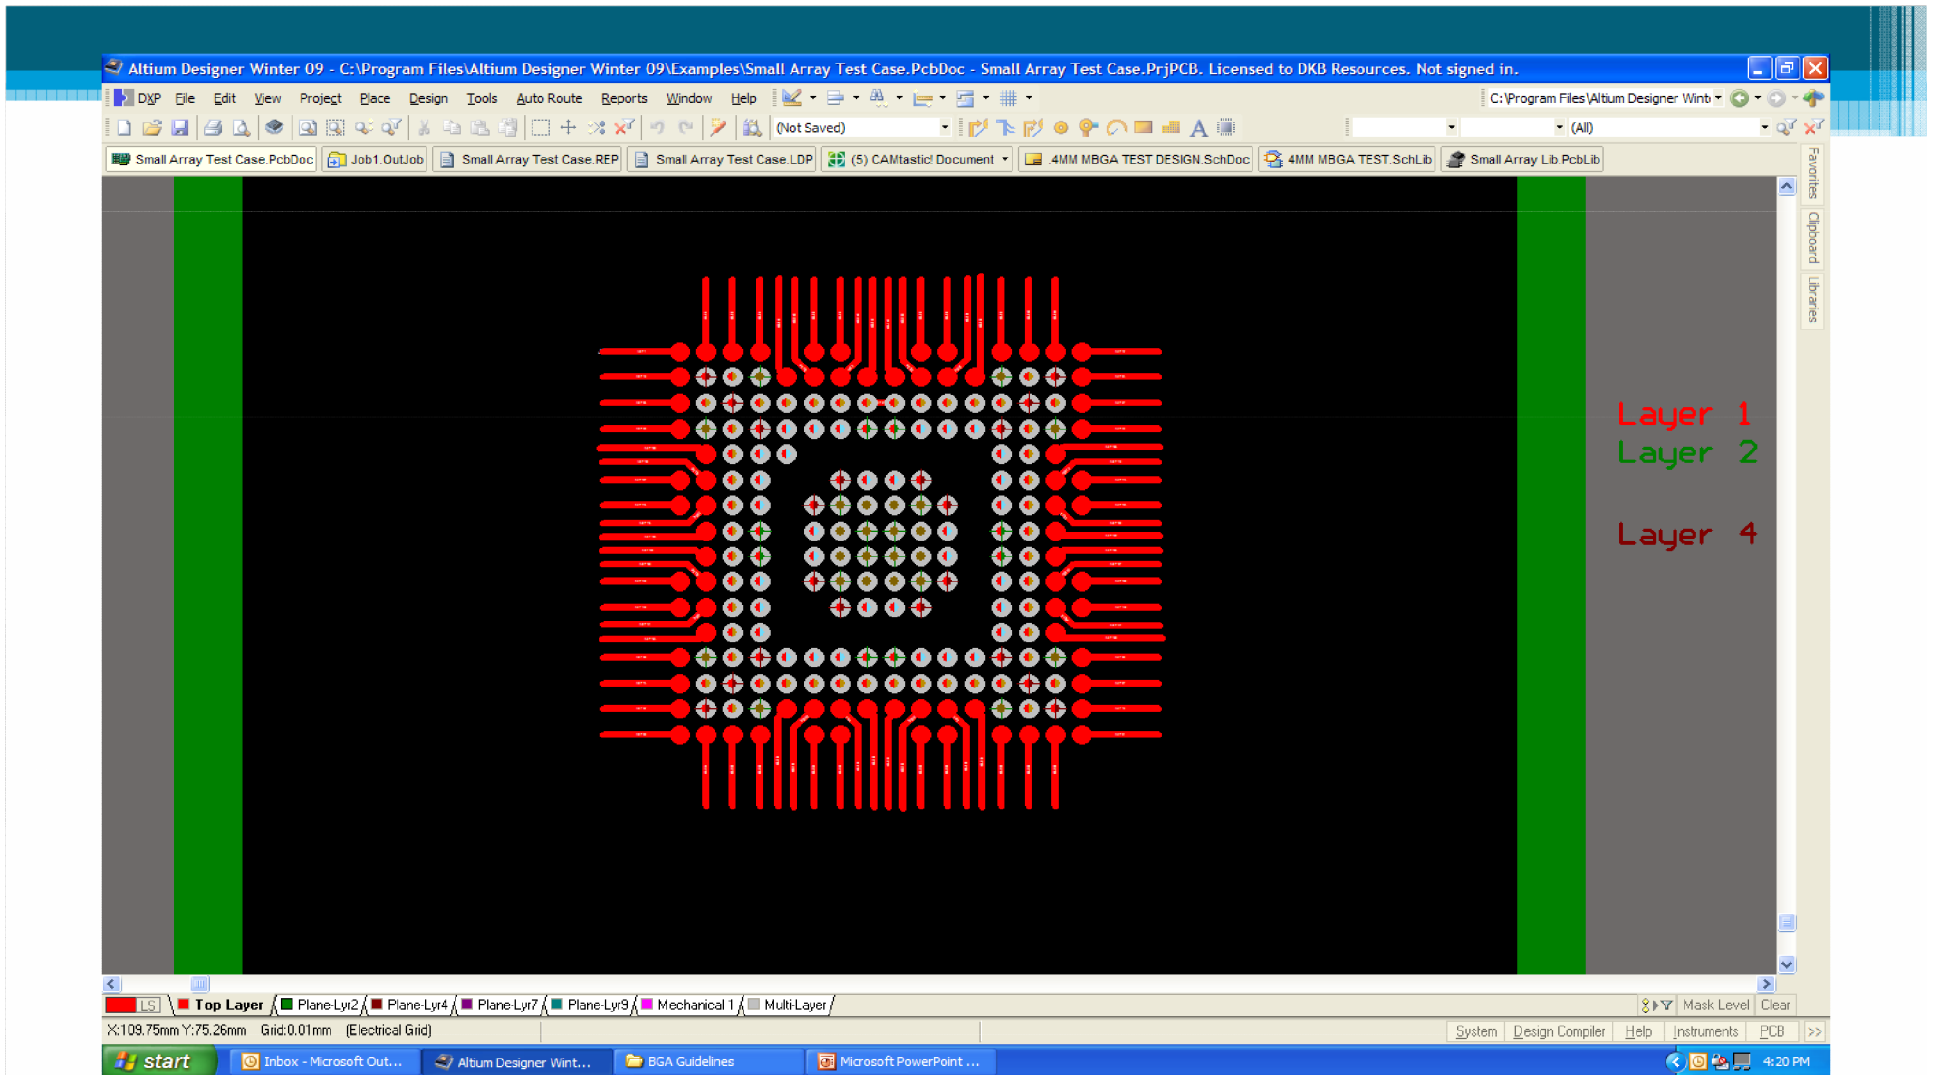 Altium Designer Winter 09 - C:\Program Files\Altium Designer Winter 09\Examples\Small Array Test Case.PcbDoc - Small Array Test Case.PrjPCB. Licensed to DKB Resources. Not signed in.
DXP File Edit View Project Place Design Tools Auto Route Reports Window Help C:\Program Files\Altium Designer Wint
(Not Saved) (All)
Small Array Test Case.PcbDoc Job1.OutJob Small Array Test Case.REP Small Array Test Case.LDP (5) CAMtastic! Document .4MM MBGA TEST DESIGN.SchDoc 4MM MBGA TEST.SchLib Small Array Lib.PcbLib
Favorites
Clipboard
Libraries
Layer 1
Layer 2
Layer 4
LS Top Layer Plane-Lyr2 Plane-Lyr4 Plane-Lyr7 Plane-Lyr9 Mechanical 1 Multi-Layer Mask Level Clear
X:109.75mm Y:75.26mm Grid:0.01mm (Electrical Grid) System Design Compiler Help Instruments PCB >>
start Inbox - Microsoft Out... Altium Designer Wint... BGA Guidelines Microsoft PowerPoint ... 4:20 PM